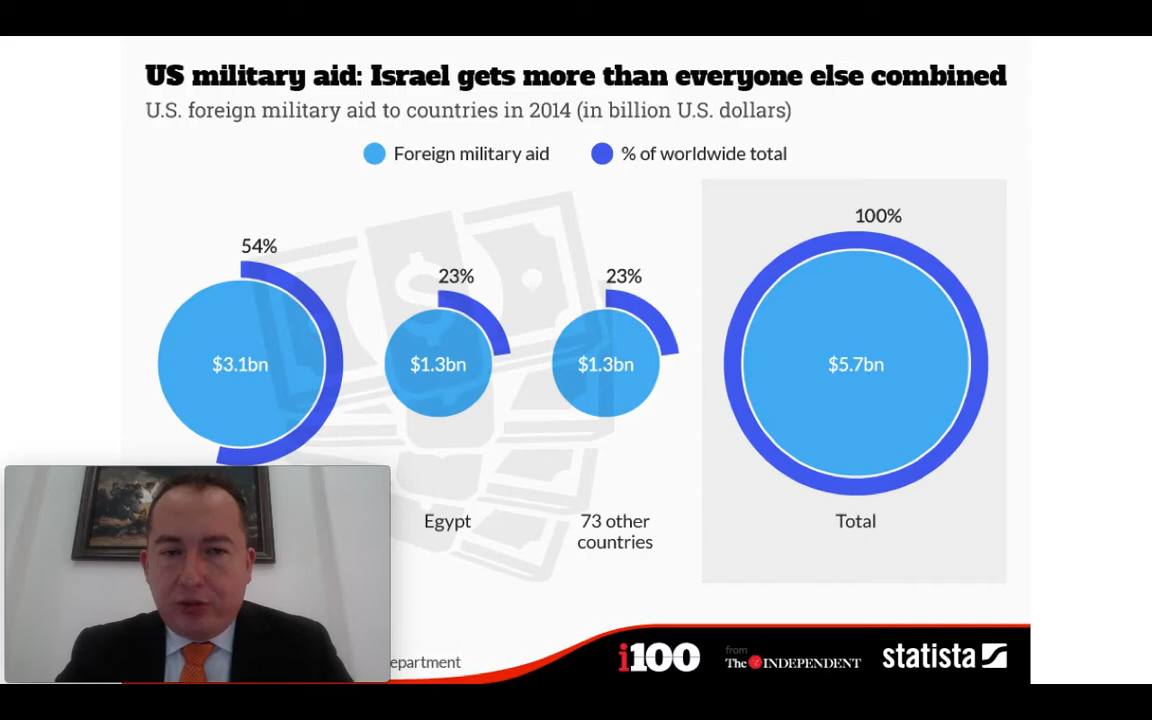 US military aid: Israel gets more than everyone else combined
U.S. foreign military aid to countries in 2014 (in billion U.S. dollars)
Foreign military aid
% of worldwide total
54%
23%
23%
100%
$3.1bn
$1.3bn
$1.3bn
$5.7bn
Egypt
73 other
countries
Total
epartment
i100
from
The INDEPENDENT
statista